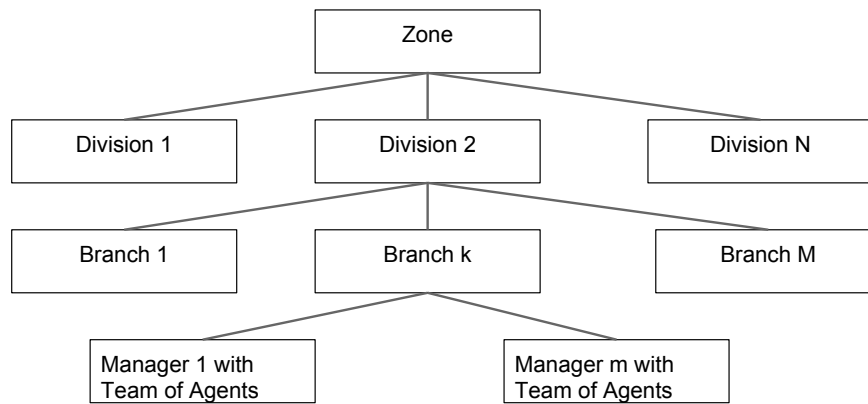 Zone
Division 1
Division 2
Division N
Branch 1
Branch k
Branch M
Manager 1 with
Team of Agents
Manager m with
Team of Agents